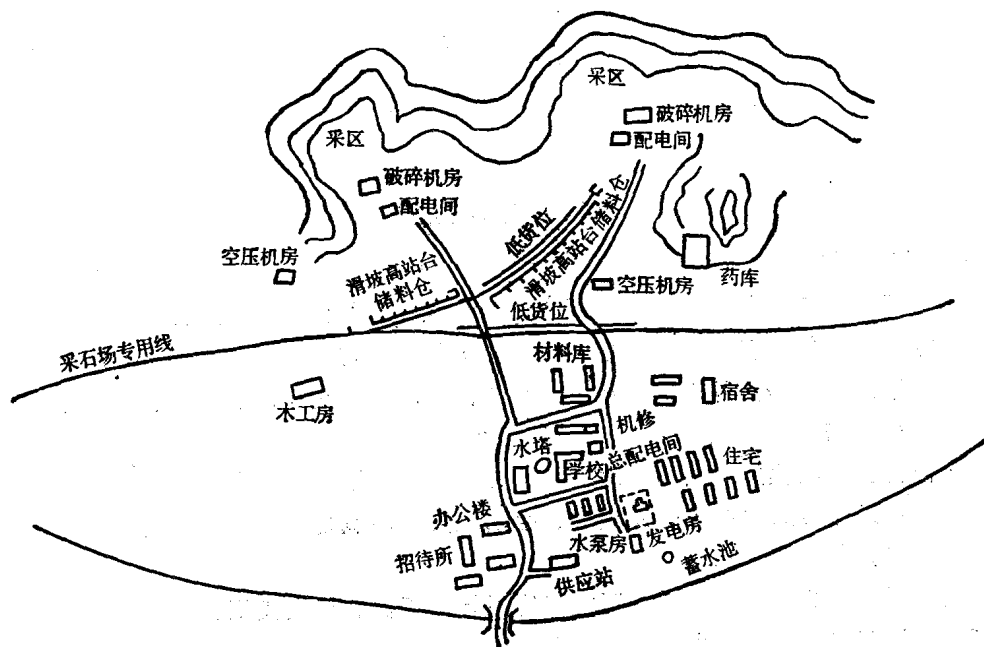 采区
破碎机房
配电间
采区
破碎机房
配电间
低货位
滑坡高站台储料仓
空压机房
滑坡高站台
储料仓
药库
空压机房
低货位
采石场专用线
材料库
木工房
宿舍
机修
水塔
学校
总配电间
住宅
办公楼
招待所
水泵房
发电房
蓄水池
供应站